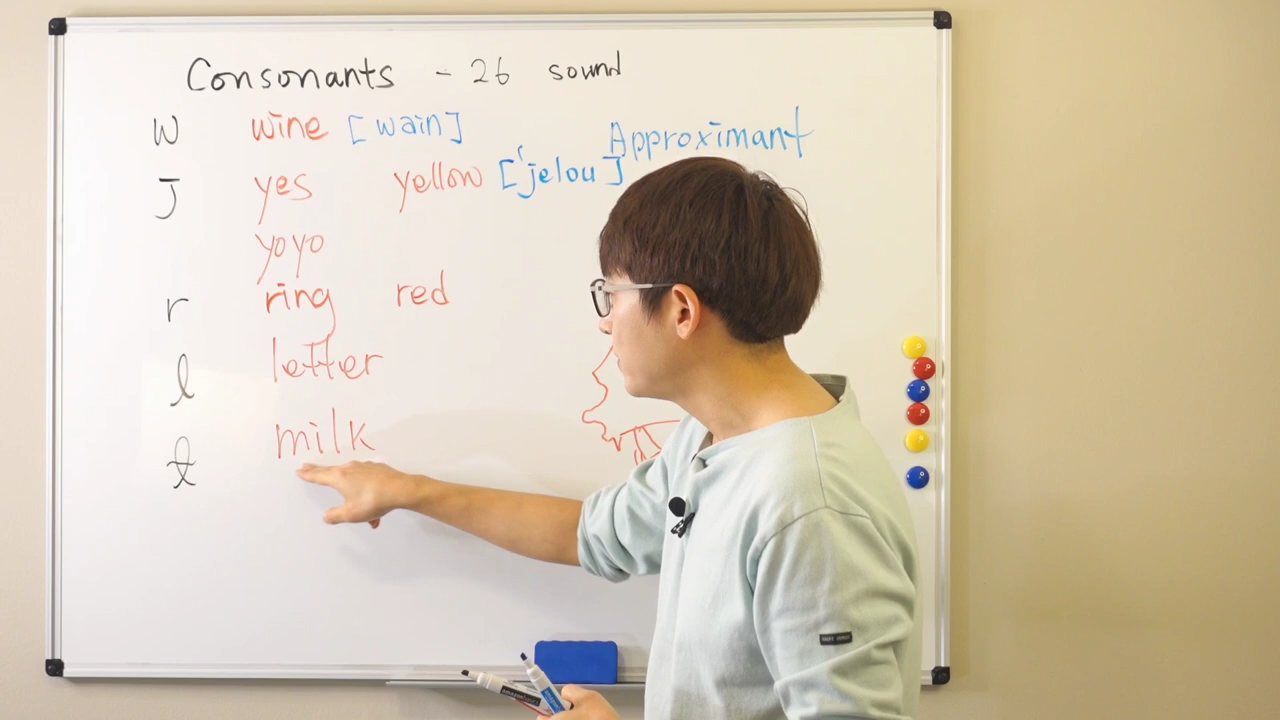 Consonants - 26 sound
w wine [wain] Approximant
j yes yellow ['jelou]
yoyo
r ring red
l letter
ɫ milk